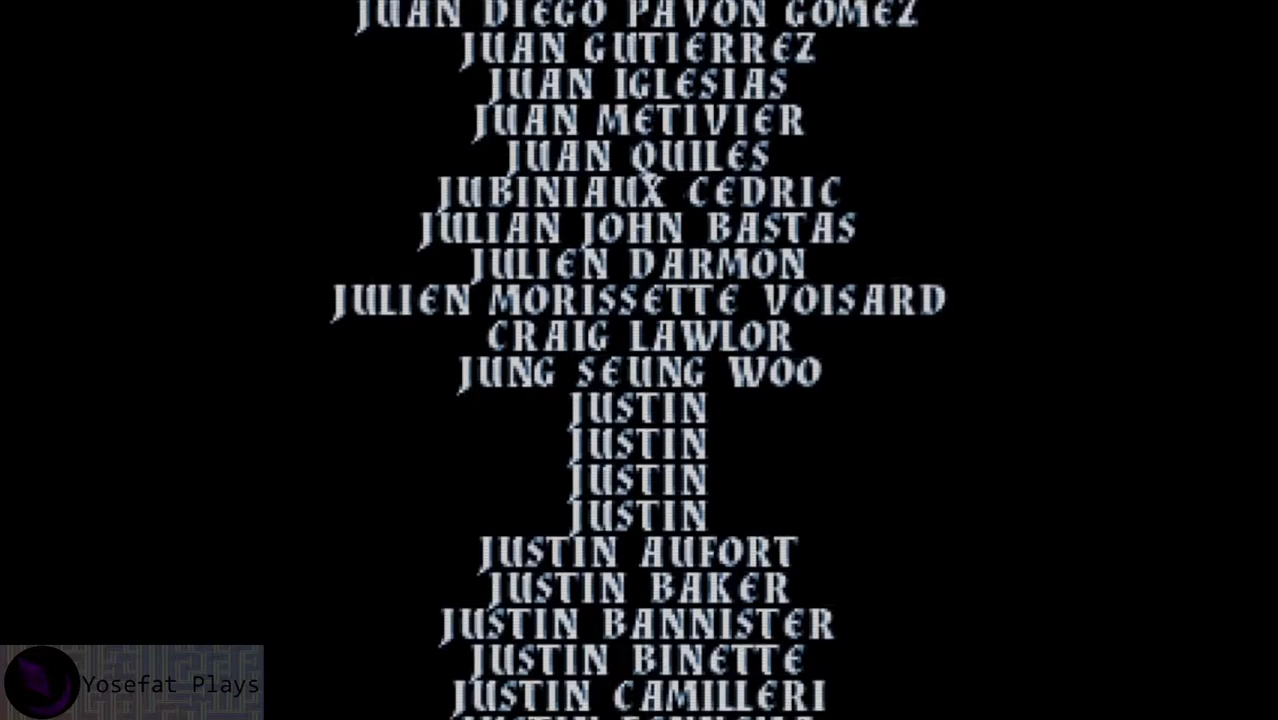 JUAN DIEGO PAVON GOMEZ
JUAN GUTIERREZ
JUAN IGLESIAS
JUAN METIVIER
JUAN QUILES
JUBINIAUX CEDRIC
JULIAN JOHN BASTAS
JULIEN DARMON
JULIEN MORISSETTE VOISARD
CRAIG LAWLOR
JUNG SEUNG WOO
JUSTIN
JUSTIN
JUSTIN
JUSTIN
JUSTIN AUFORT
JUSTIN BAKER
JUSTIN BANNISTER
JUSTIN BINETTE
JUSTIN CAMILLERI
JUSTIN
Yosefat Plays